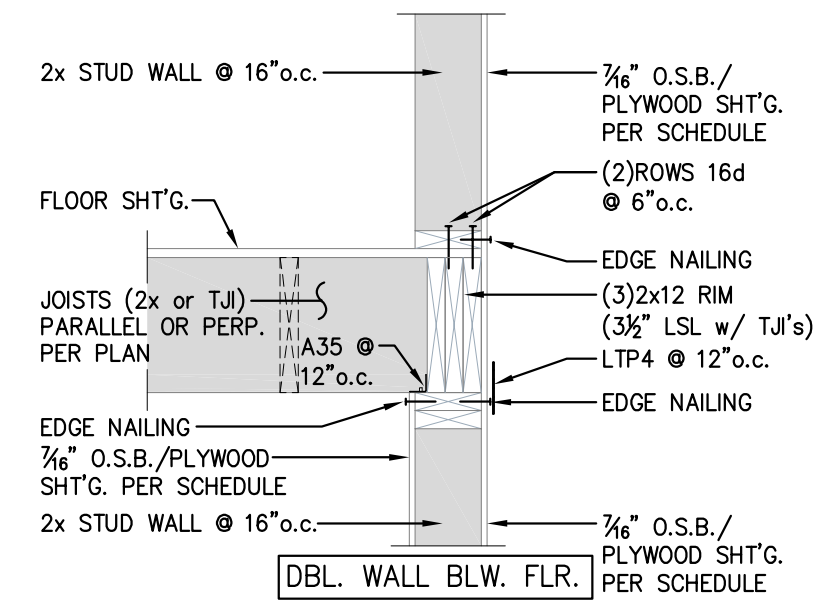 2x STUD WALL @ 16"o.c.
7/16" O.S.B./
PLYWOOD SHT'G.
PER SCHEDULE
(2)ROWS 16d
@ 6"o.c.
FLOOR SHT'G.
EDGE NAILING
JOISTS (2x or TJI)
PARALLEL OR PERP.
PER PLAN
(3)2x12 RIM
(3½" LSL w/ TJI's)
A35 @
12"o.c.
LTP4 @ 12"o.c.
EDGE NAILING
EDGE NAILING
7/16" O.S.B./PLYWOOD
SHT'G. PER SCHEDULE
2x STUD WALL @ 16"o.c.
7/16" O.S.B./
PLYWOOD SHT'G.
PER SCHEDULE
DBL. WALL BLW. FLR.